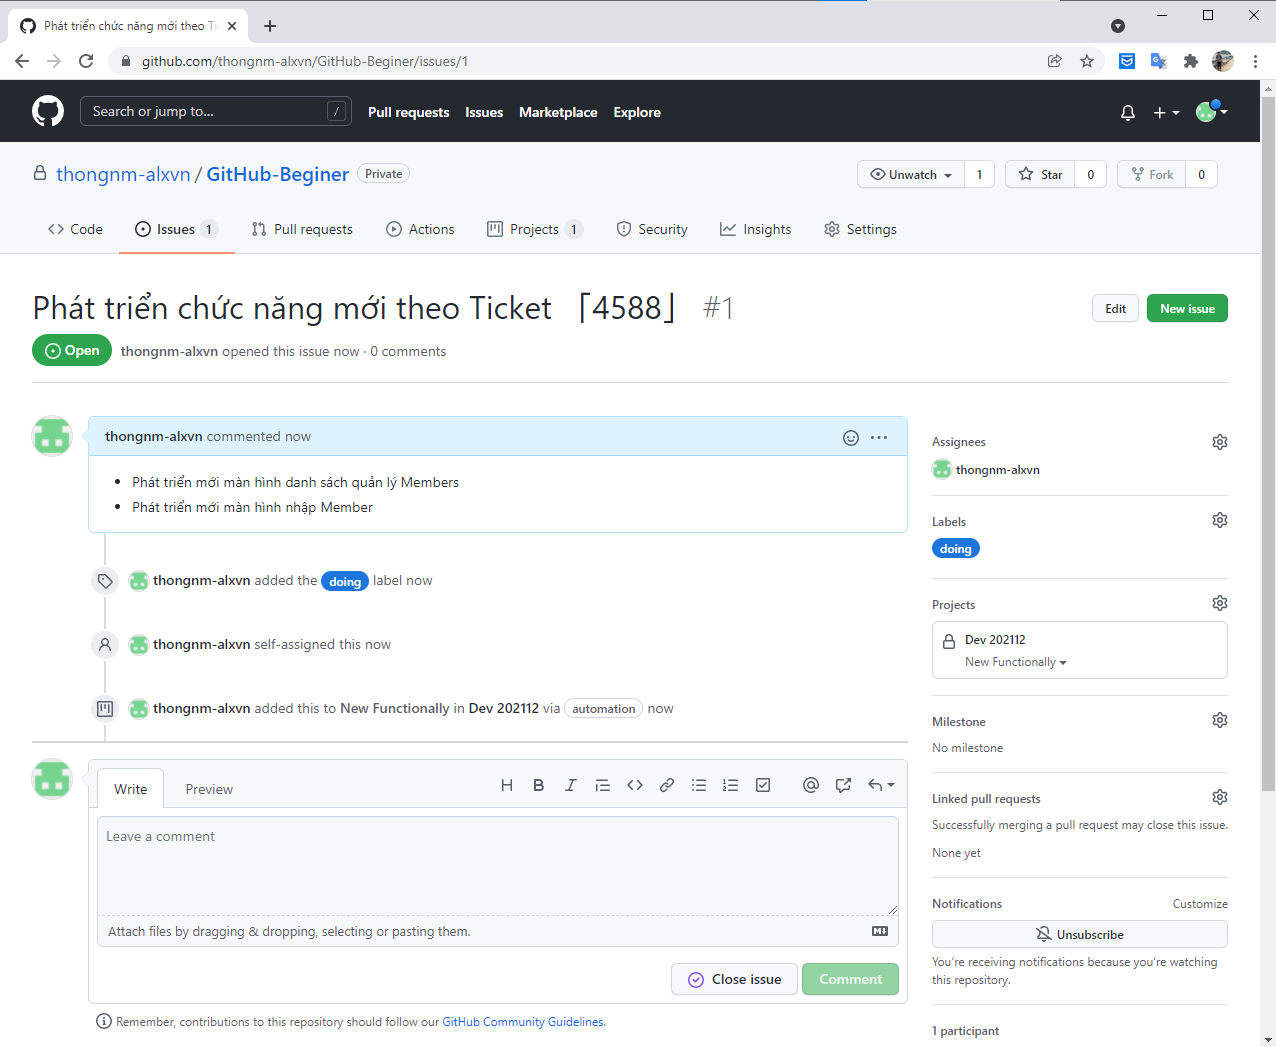 Phát triển chức năng mới theo Ti
github.com/thongnm-alxvn/GitHub-Beginer/issues/1
Search or jump to...
/
Pull requests
Issues
Marketplace
Explore
thongnm-alxvn / GitHub-Beginer
Private
Unwatch
1
Star
0
Fork
0
Code
Issues 1
Pull requests
Actions
Projects 1
Security
Insights
Settings
Phát triển chức năng mới theo Ticket 「4588」 #1
Edit
New issue
Open
thongnm-alxvn opened this issue now · 0 comments
thongnm-alxvn commented now
Phát triển mới màn hình danh sách quản lý Members
Phát triển mới màn hình nhập Member
thongnm-alxvn added the doing label now
thongnm-alxvn self-assigned this now
thongnm-alxvn added this to New Functionally in Dev 202112 via automation now
Write
Preview
H B I
Leave a comment
Attach files by dragging & dropping, selecting or pasting them.
Close issue
Comment
Remember, contributions to this repository should follow our GitHub Community Guidelines.
Assignees
thongnm-alxvn
Labels
doing
Projects
Dev 202112
New Functionally
Milestone
No milestone
Linked pull requests
Successfully merging a pull request may close this issue.
None yet
Notifications
Customize
Unsubscribe
You're receiving notifications because you're watching
this repository.
1 participant